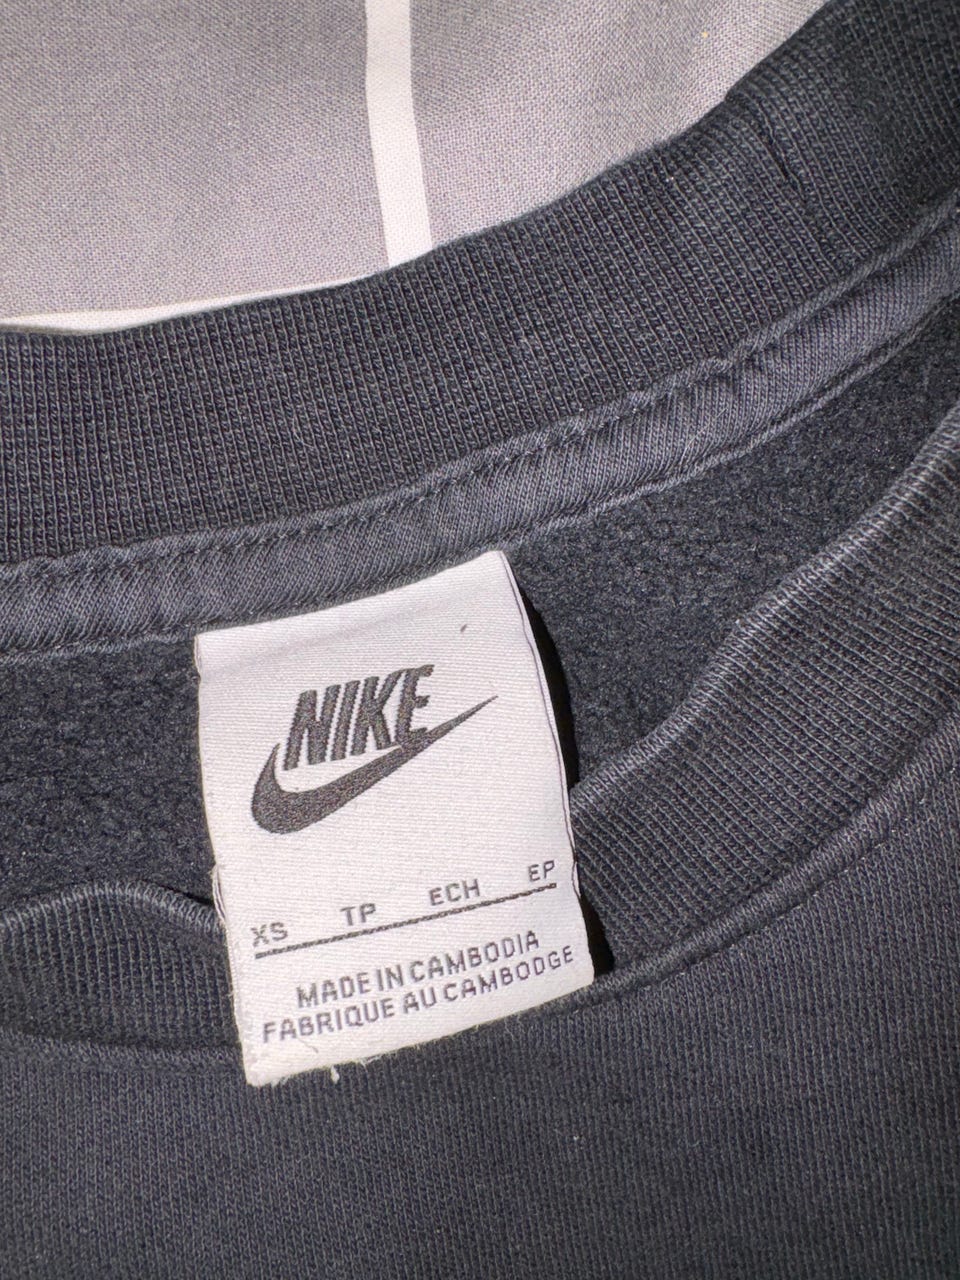 NIKE
XS TP ECH EP
MADE IN CAMBODIA
FABRIQUE AU CAMBODGE